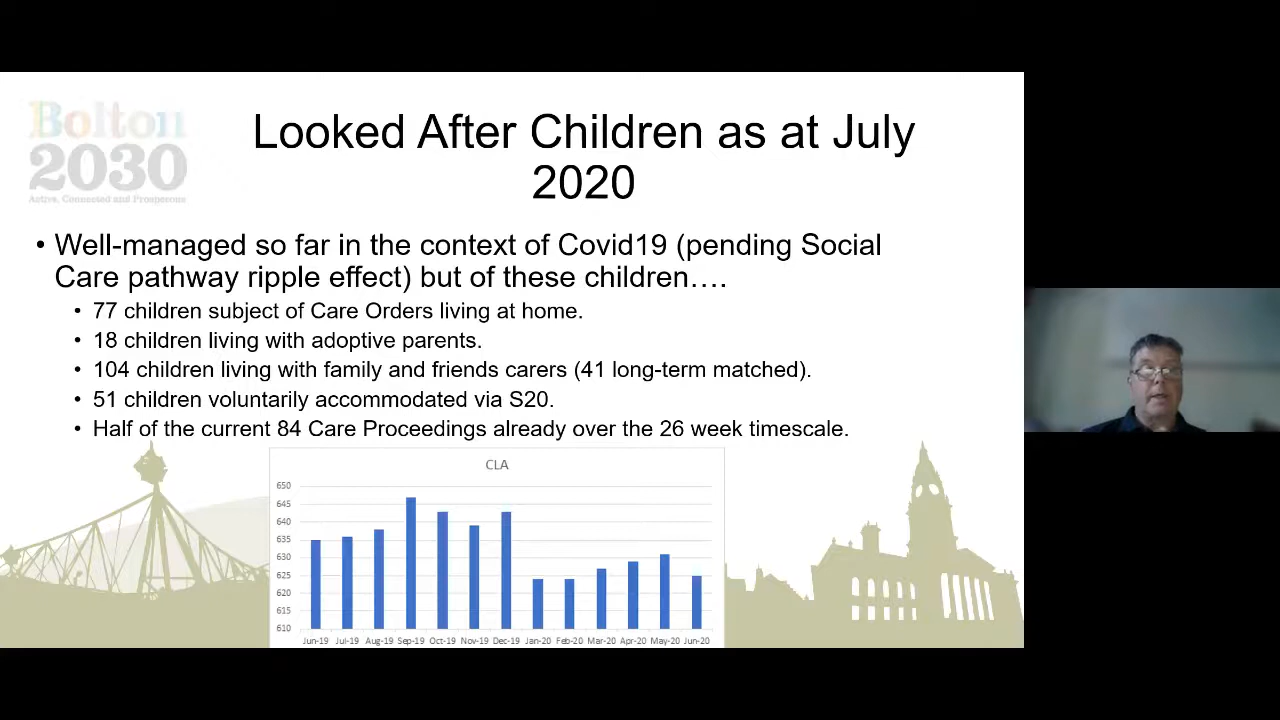 Bolton
2030
Active, Connected and Prosperous
Looked After Children as at July
2020
• Well-managed so far in the context of Covid19 (pending Social
Care pathway ripple effect) but of these children….
• 77 children subject of Care Orders living at home.
• 18 children living with adoptive parents.
• 104 children living with family and friends carers (41 long-term matched).
• 51 children voluntarily accommodated via S20.
• Half of the current 84 Care Proceedings already over the 26 week timescale.
CLA
650
645
640
635
630
625
620
615
610
Jun-19 Jul-19 Aug-19 Sep-19 Oct-19 Nov-19 Dec-19 Jan-20 Feb-20 Mar-20 Apr-20 May-20 Jun-20